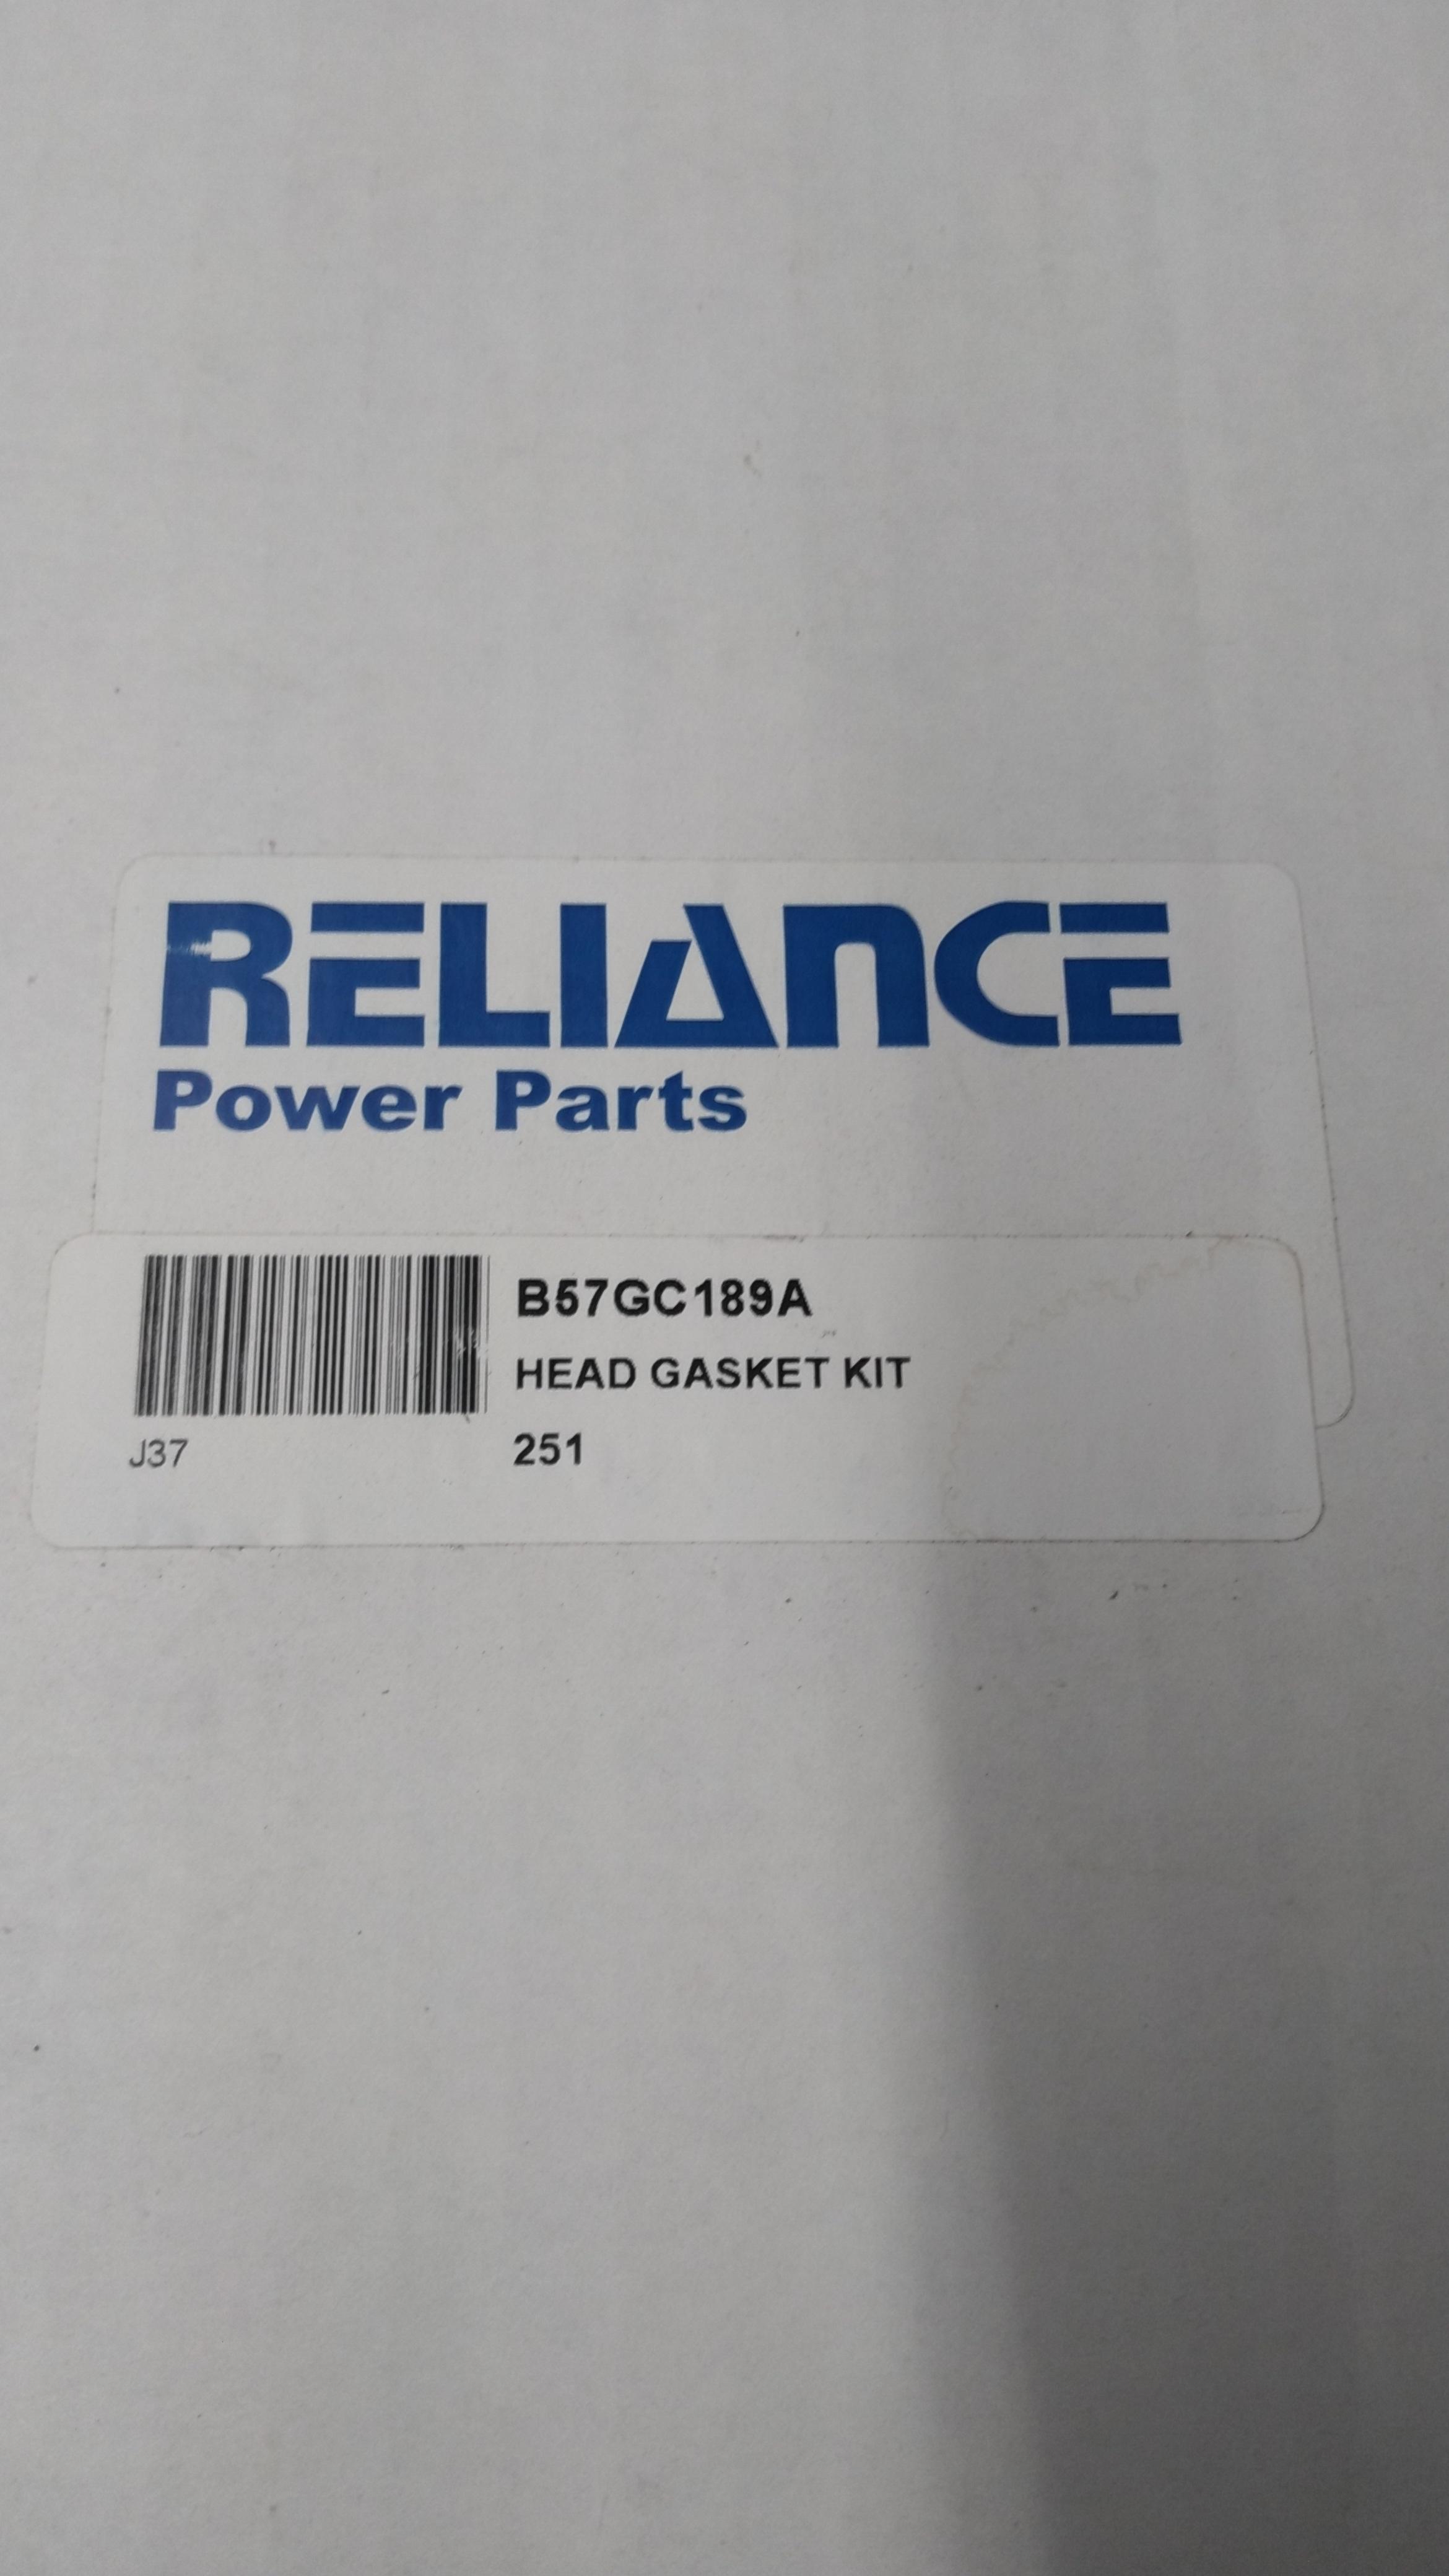 RELIANCE
Power Parts
B57GC189A
HEAD GASKET KIT
J37
251